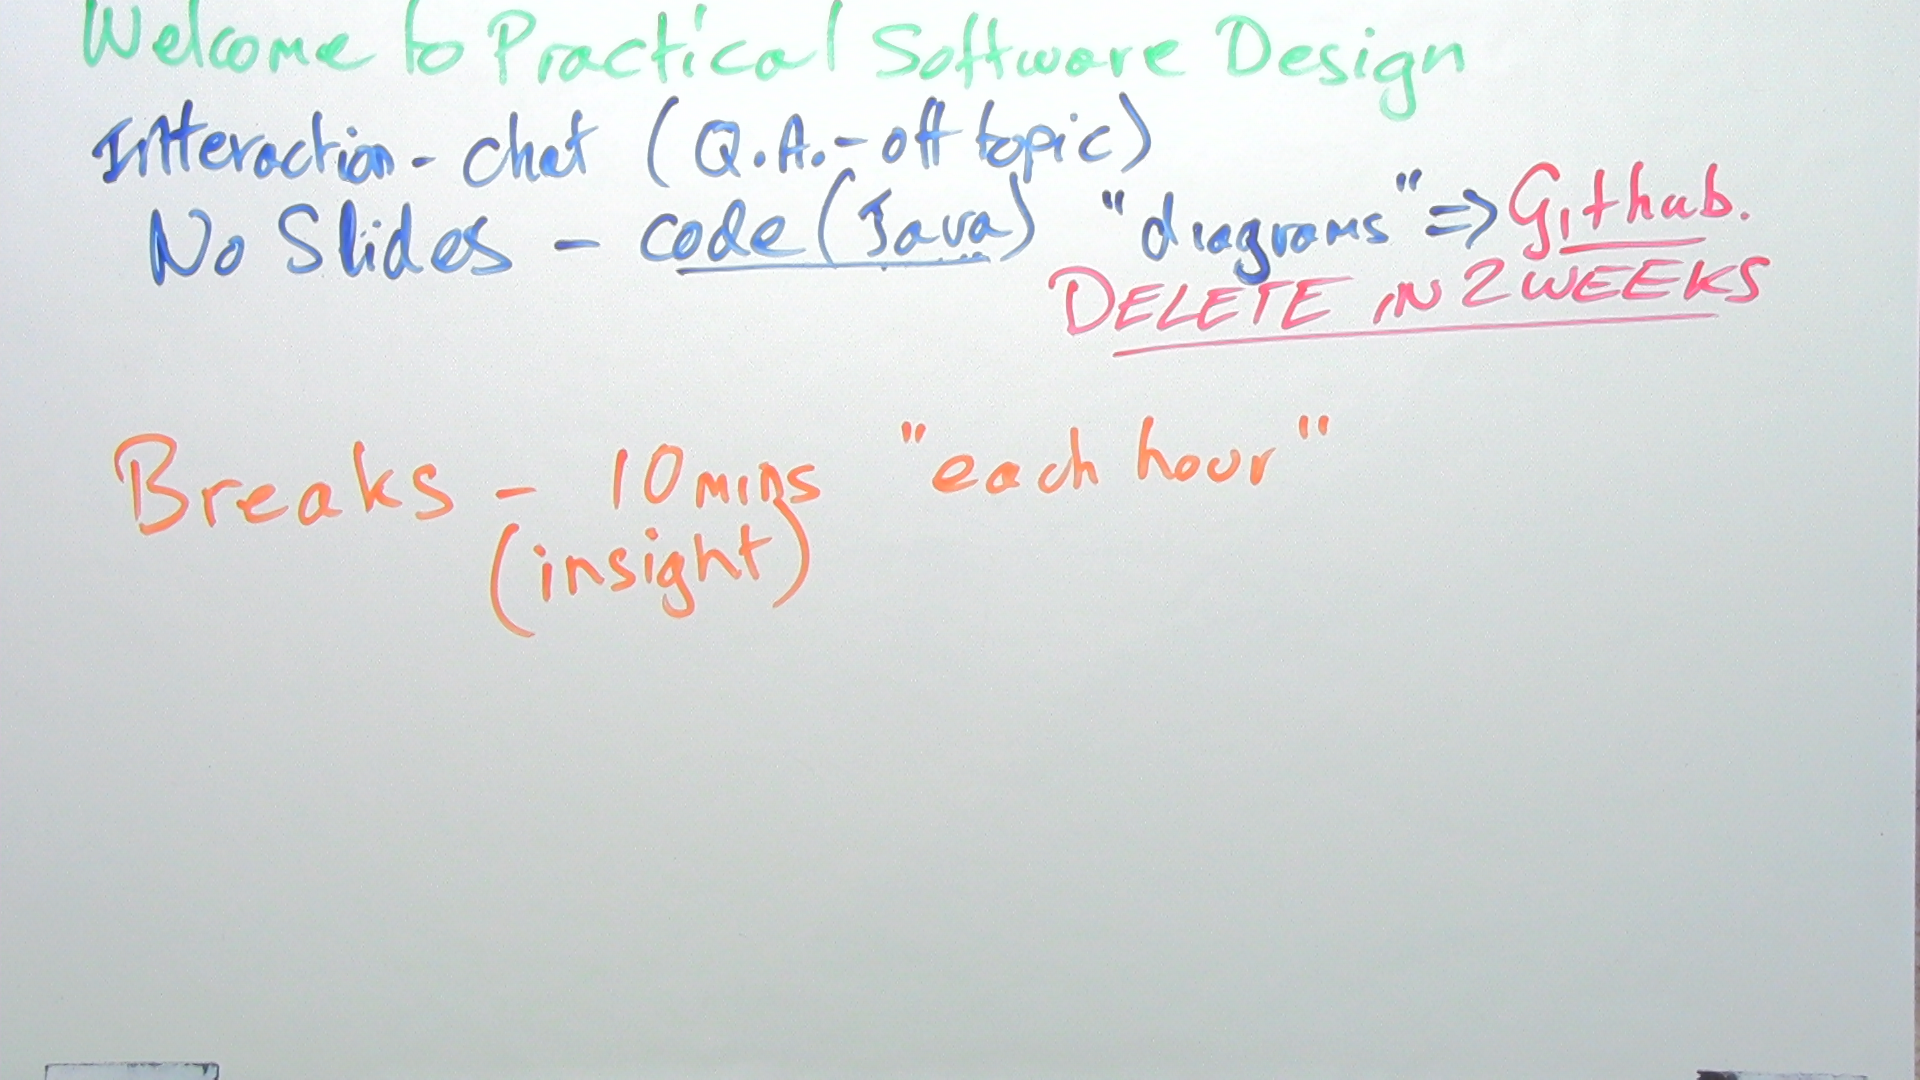 Welcome to Practical Software Design
Interaction - chat (Q.A. - off topic)
No Slides - code (Java) "diagrams" => Github.
DELETE IN 2 WEEKS
Breaks - 10 mins "each hour"
(insight)